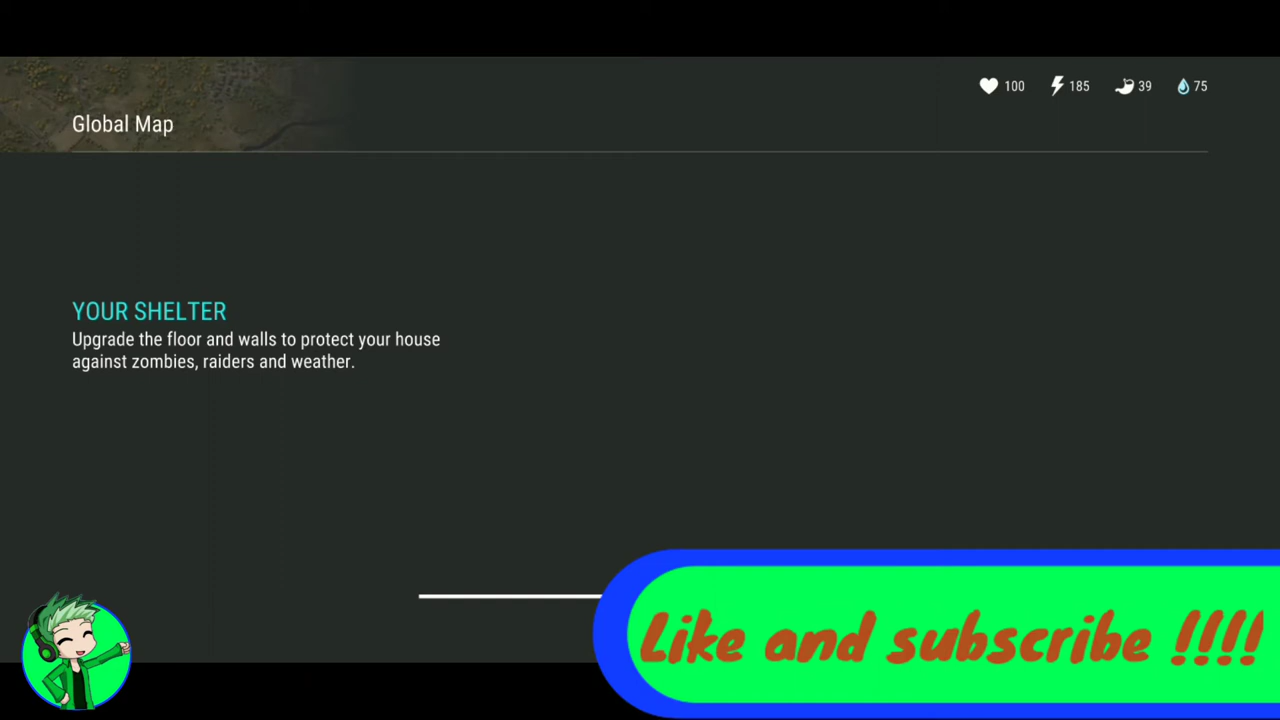 100 185 39 75
Global Map
YOUR SHELTER
Upgrade the floor and walls to protect your house
against zombies, raiders and weather.
Like and subscribe !!!!